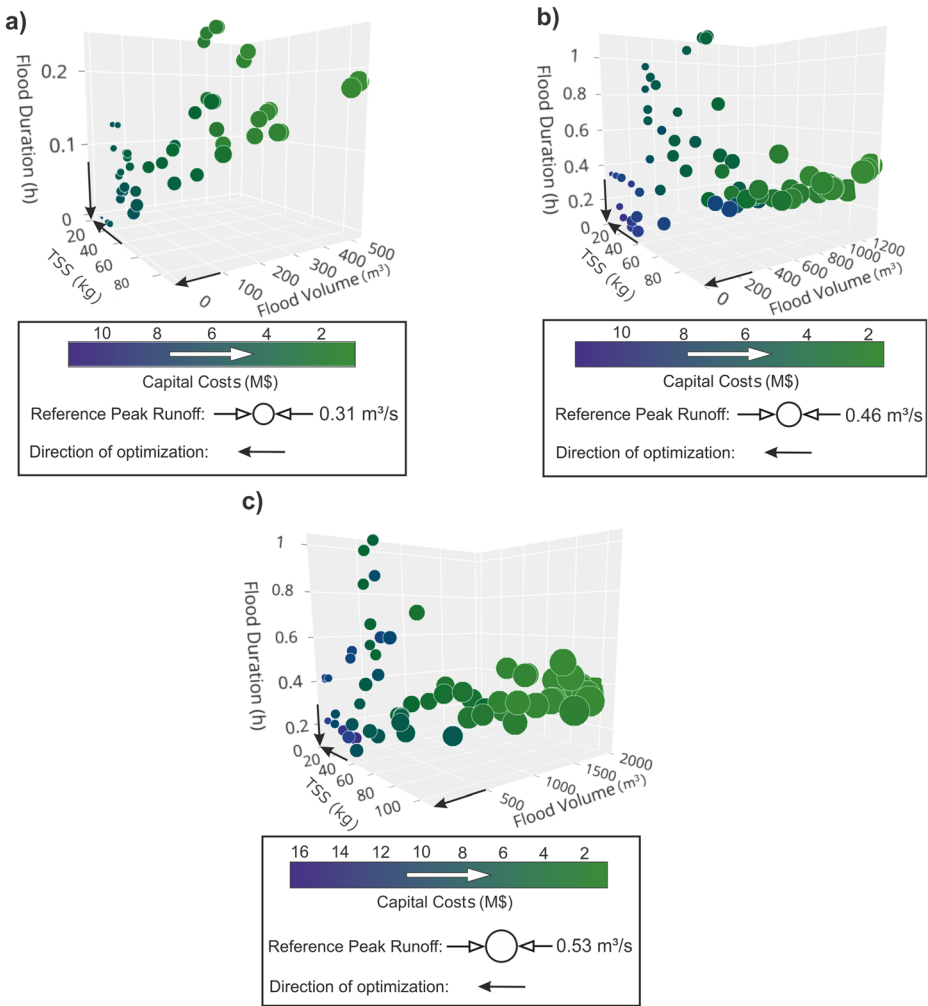 a)
Flood Duration (h)
0.2
0.1
0
20
40
60
80
TSS (kg)
0
100
200
300
400
500
Flood Volume (m³)
10 8 6 4 2
Capital Costs (M$)
Reference Peak Runoff: 0.31 m³/s
Direction of optimization:
b)
Flood Duration (h)
1
0.8
0.6
0.4
0.2
0
20
40
60
80
TSS (kg)
0
200
400
600
800
1000
1200
Flood Volume (m³)
10 8 6 4 2
Capital Costs (M$)
Reference Peak Runoff: 0.46 m³/s
Direction of optimization:
c)
Flood Duration (h)
1
0.8
0.6
0.4
0.2
0
20
40
60
80
100
TSS (kg)
500
1000
1500
2000
Flood Volume (m³)
16 14 12 10 8 6 4 2
Capital Costs (M$)
Reference Peak Runoff: 0.53 m³/s
Direction of optimization: